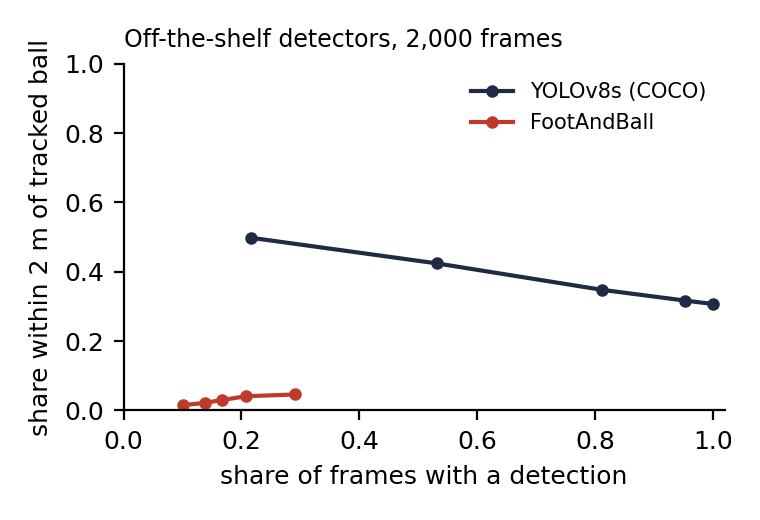 Off-the-shelf detectors, 2,000 frames
YOLOv8s (COCO)
FootAndBall
share within 2 m of tracked ball
1.0
0.8
0.6
0.4
0.2
0.0
0.0 0.2 0.4 0.6 0.8 1.0
share of frames with a detection